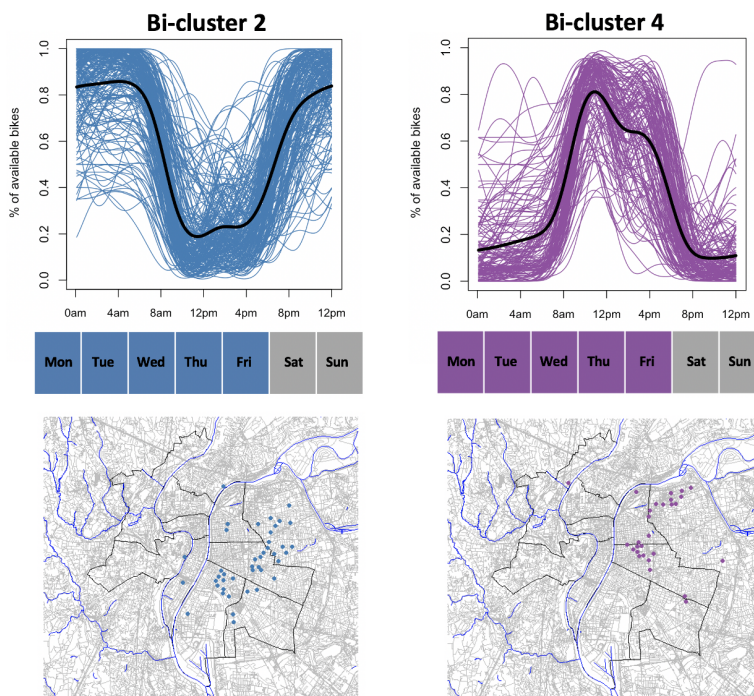 Bi-cluster 2
% of available bikes
1.0
0.8
0.6
0.4
0.2
0.0
0am 4am 8am 12pm 4pm 8pm 12pm
Mon Tue Wed Thu Fri Sat Sun
Bi-cluster 4
% of available bikes
1.0
0.8
0.6
0.4
0.2
0.0
0am 4am 8am 12pm 4pm 8pm 12pm
Mon Tue Wed Thu Fri Sat Sun